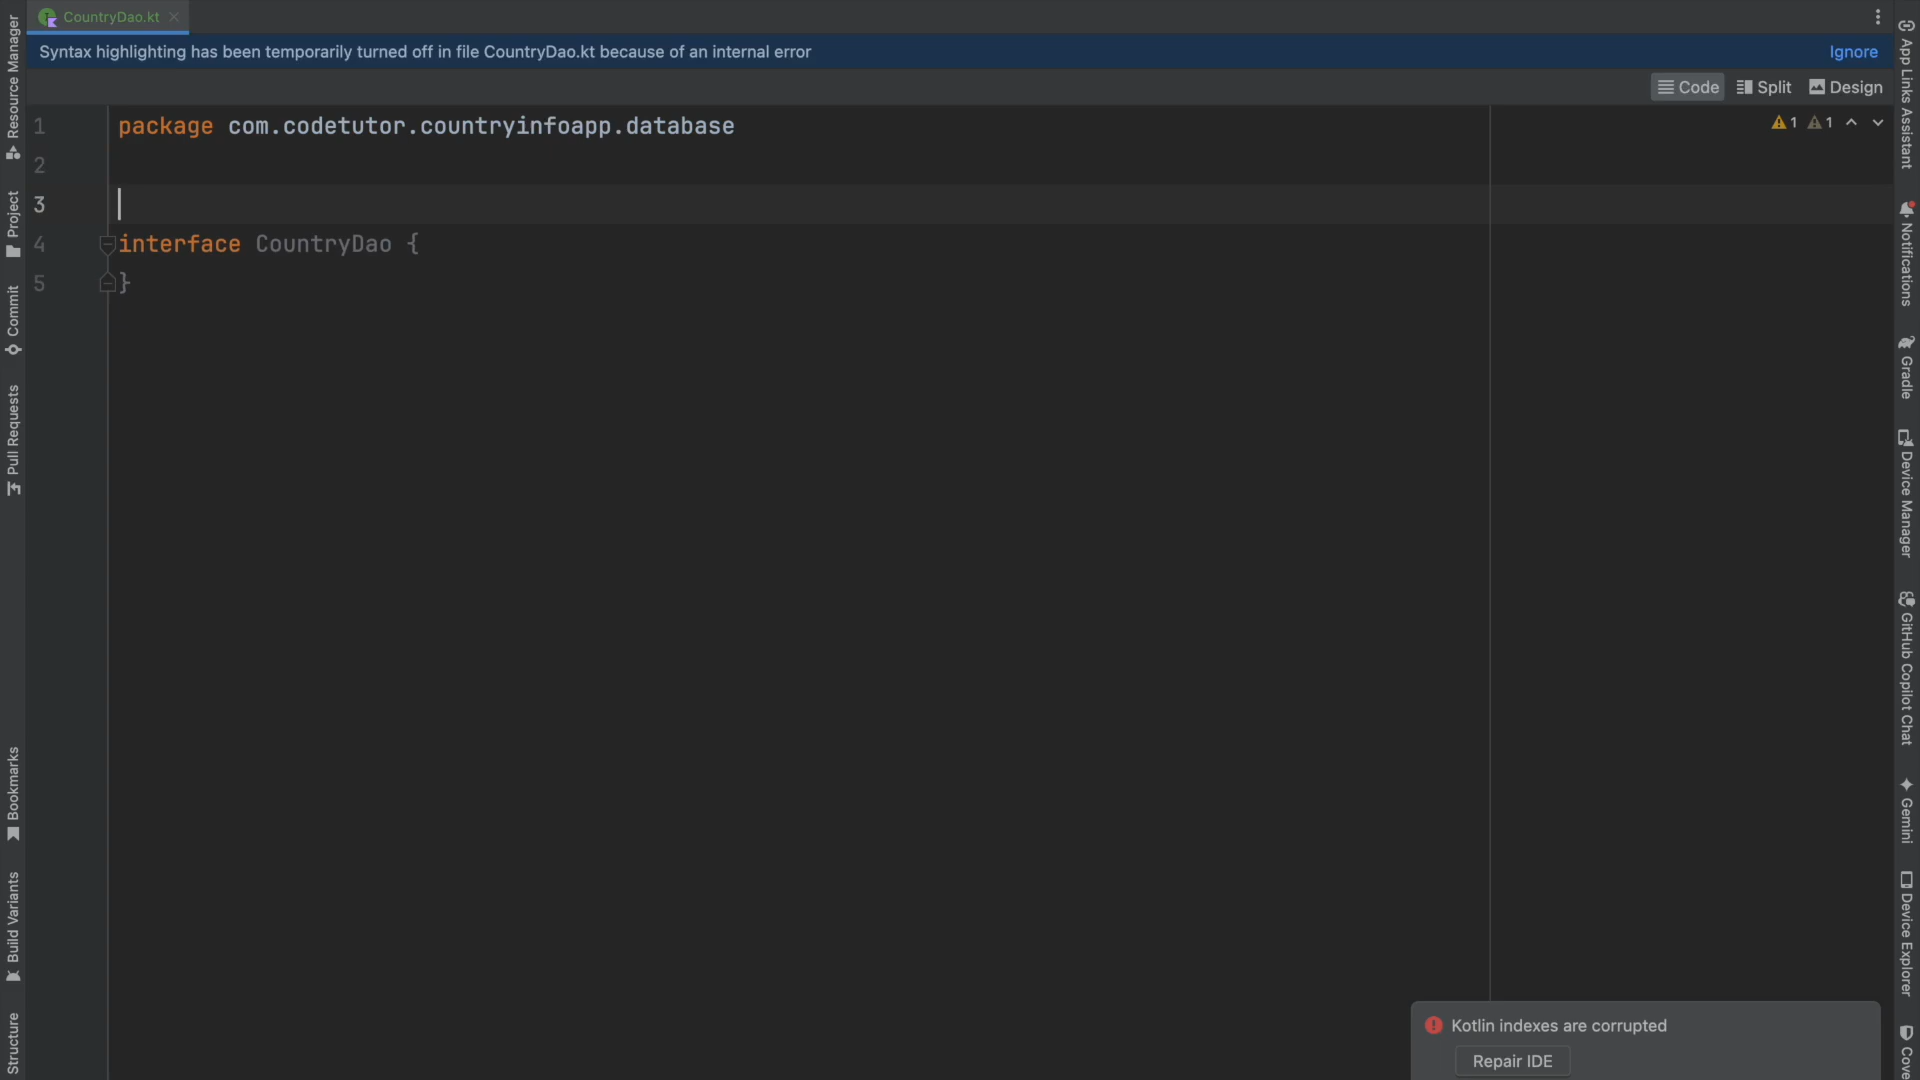 CountryDao.kt
Syntax highlighting has been temporarily turned off in file CountryDao.kt because of an internal error
Ignore
Code
Split
Design
1 package com.codetutor.countryinfoapp.database
1
1
2
3
4 interface CountryDao {
5 }
Resource Manager
Project
Commit
Pull Requests
Bookmarks
Build Variants
Structure
App Links Assistant
Notifications
Gradle
Device Manager
GitHub Copilot Chat
Gemini
Device Explorer
Cove
Kotlin indexes are corrupted
Repair IDE